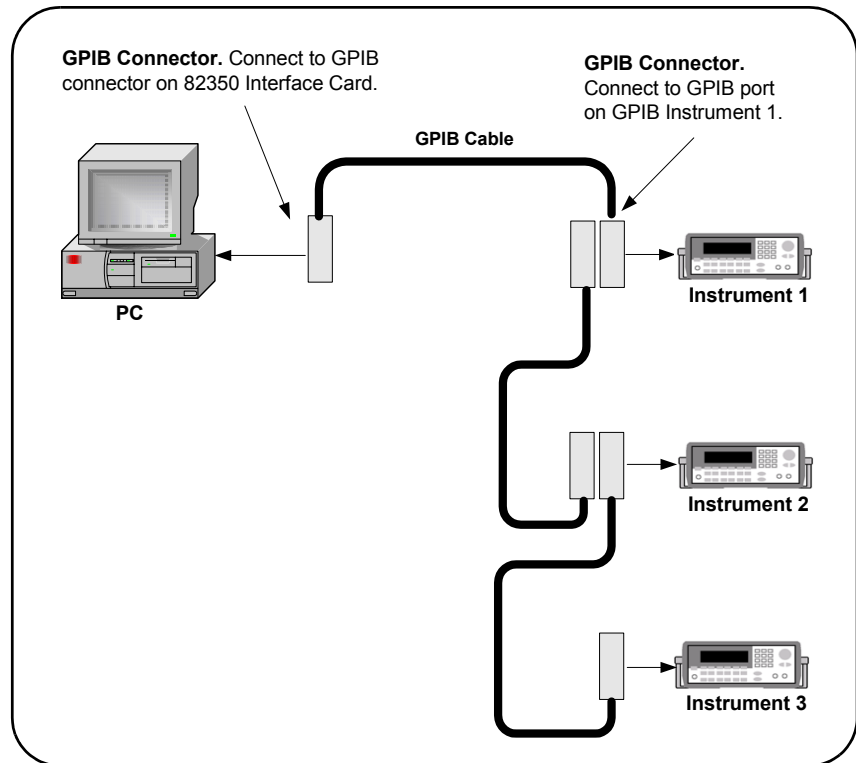 GPIB Connector. Connect to GPIB
connector on 82350 Interface Card.
GPIB Connector.
Connect to GPIB port
on GPIB Instrument 1.
GPIB Cable
PC
Instrument 1
Instrument 2
Instrument 3